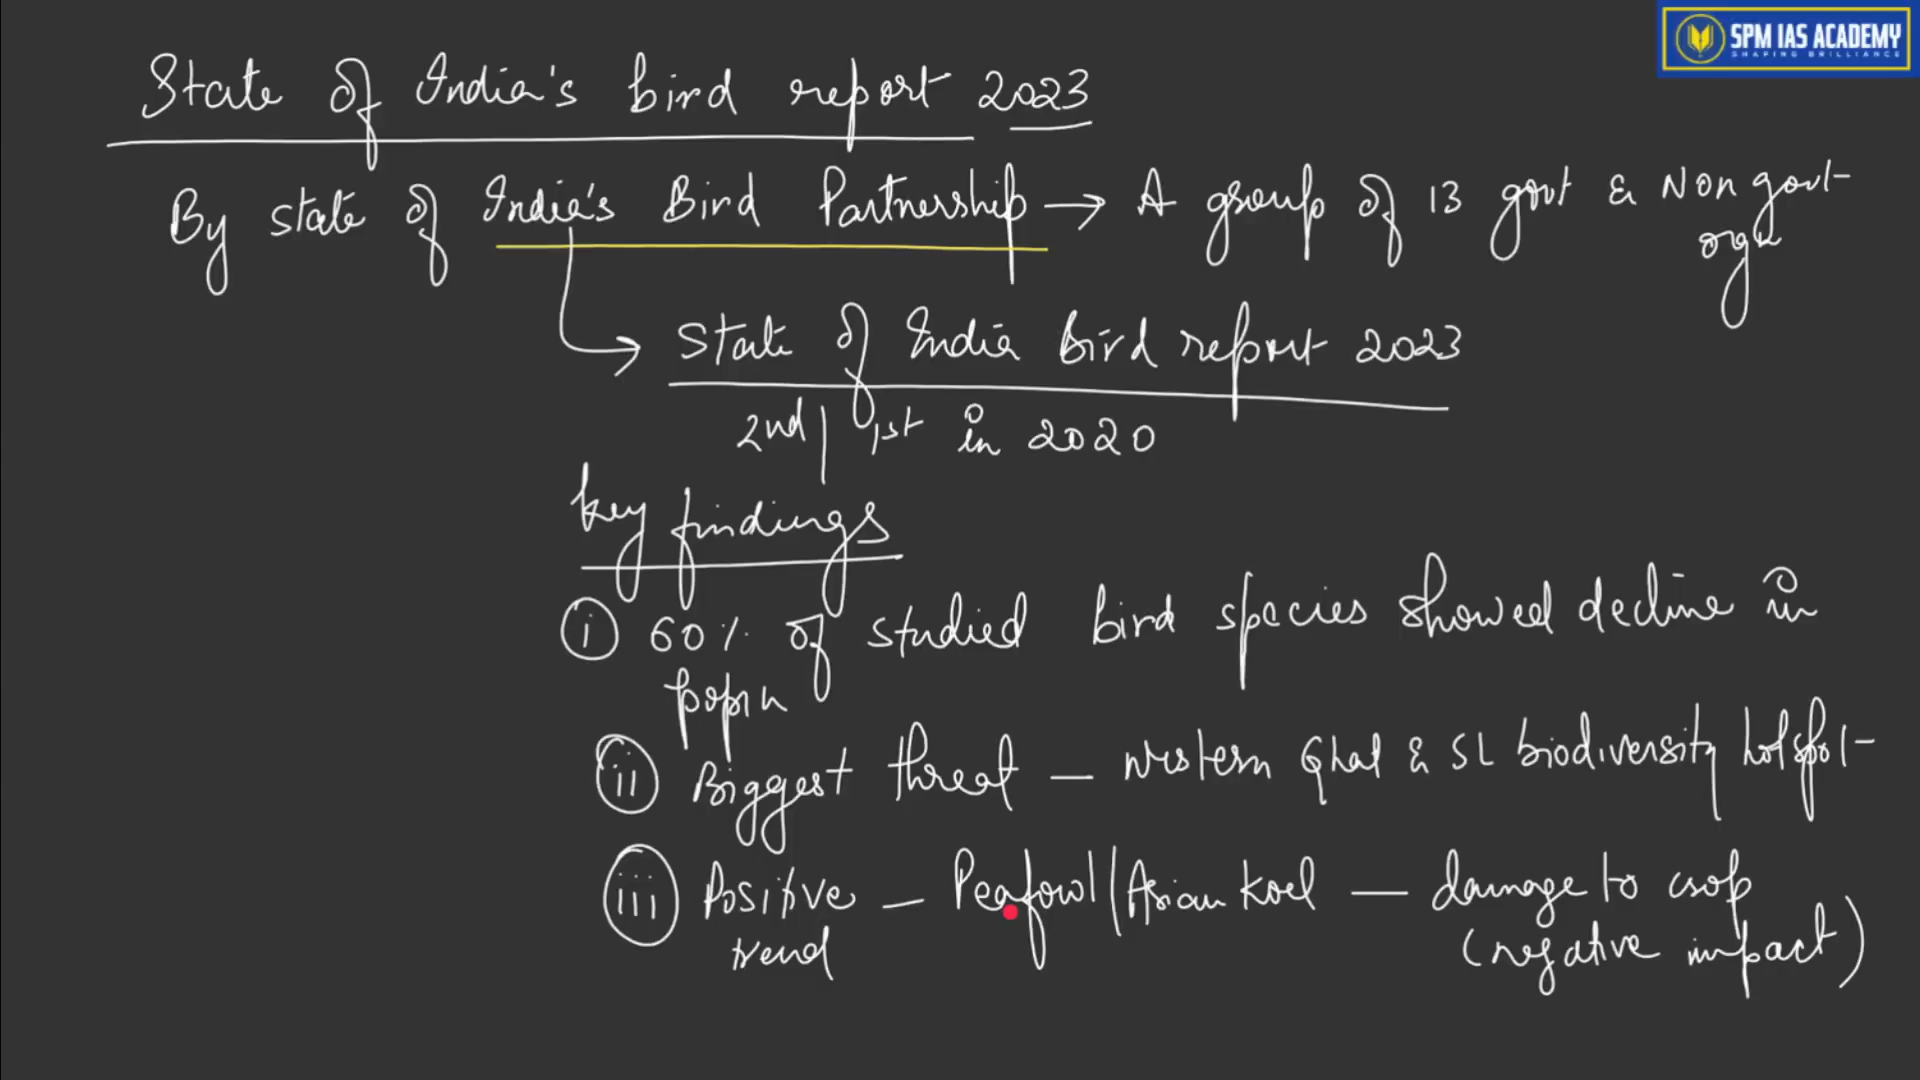 SPM IAS ACADEMY
SHAPING BRILLIANCE
State of India's bird report 2023
By state of India's Bird Partnership → A group of 13 govt & Non govt
orgn
→ State of India Bird report 2023
2nd | 1st in 2020
key findings
(i) 60% of studied bird species showed decline in
popn
(ii) Biggest threat – Western Ghat & SL biodiversity hotspot
(iii) Positive – Peafowl / Asian Koel — damage to crop
trend (negative impact)